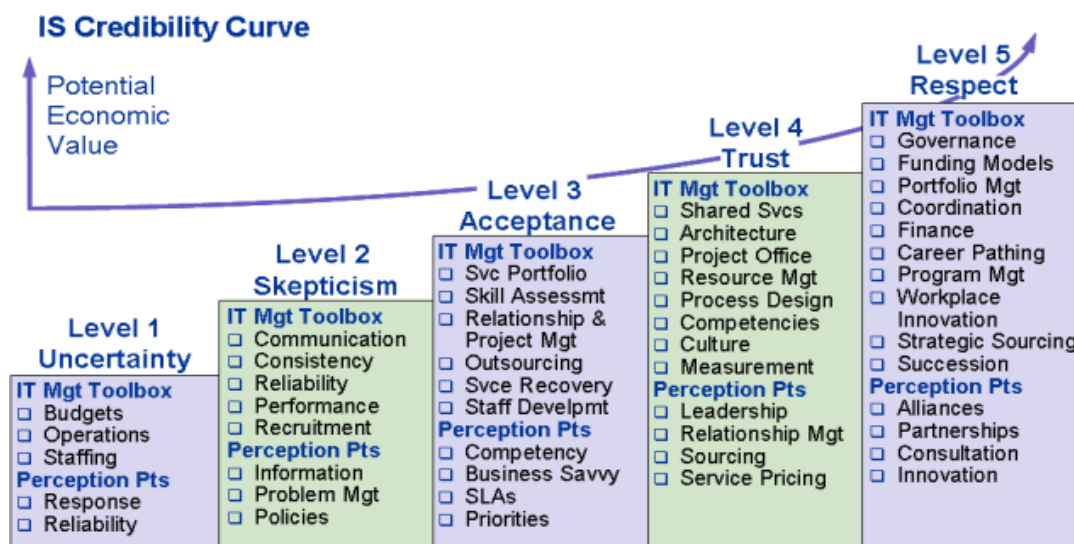 IS Credibility Curve
Potential
Economic
Value
Level 1
Uncertainty
IT Mgt Toolbox
Budgets
Operations
Staffing
Perception Pts
Response
Reliability
Level 2
Skepticism
IT Mgt Toolbox
Communication
Consistency
Reliability
Performance
Recruitment
Perception Pts
Information
Problem Mgt
Policies
Level 3
Acceptance
IT Mgt Toolbox
Svc Portfolio
Skill Assessmt
Relationship &
Project Mgt
Outsourcing
Svce Recovery
Staff Develpmt
Perception Pts
Competency
Business Savvy
SLAs
Priorities
Level 4
Trust
IT Mgt Toolbox
Shared Svcs
Architecture
Project Office
Resource Mgt
Process Design
Competencies
Culture
Measurement
Perception Pts
Leadership
Relationship Mgt
Sourcing
Service Pricing
Level 5
Respect
IT Mgt Toolbox
Governance
Funding Models
Portfolio Mgt
Coordination
Finance
Career Pathing
Program Mgt
Workplace
Innovation
Strategic Sourcing
Succession
Perception Pts
Alliances
Partnerships
Consultation
Innovation